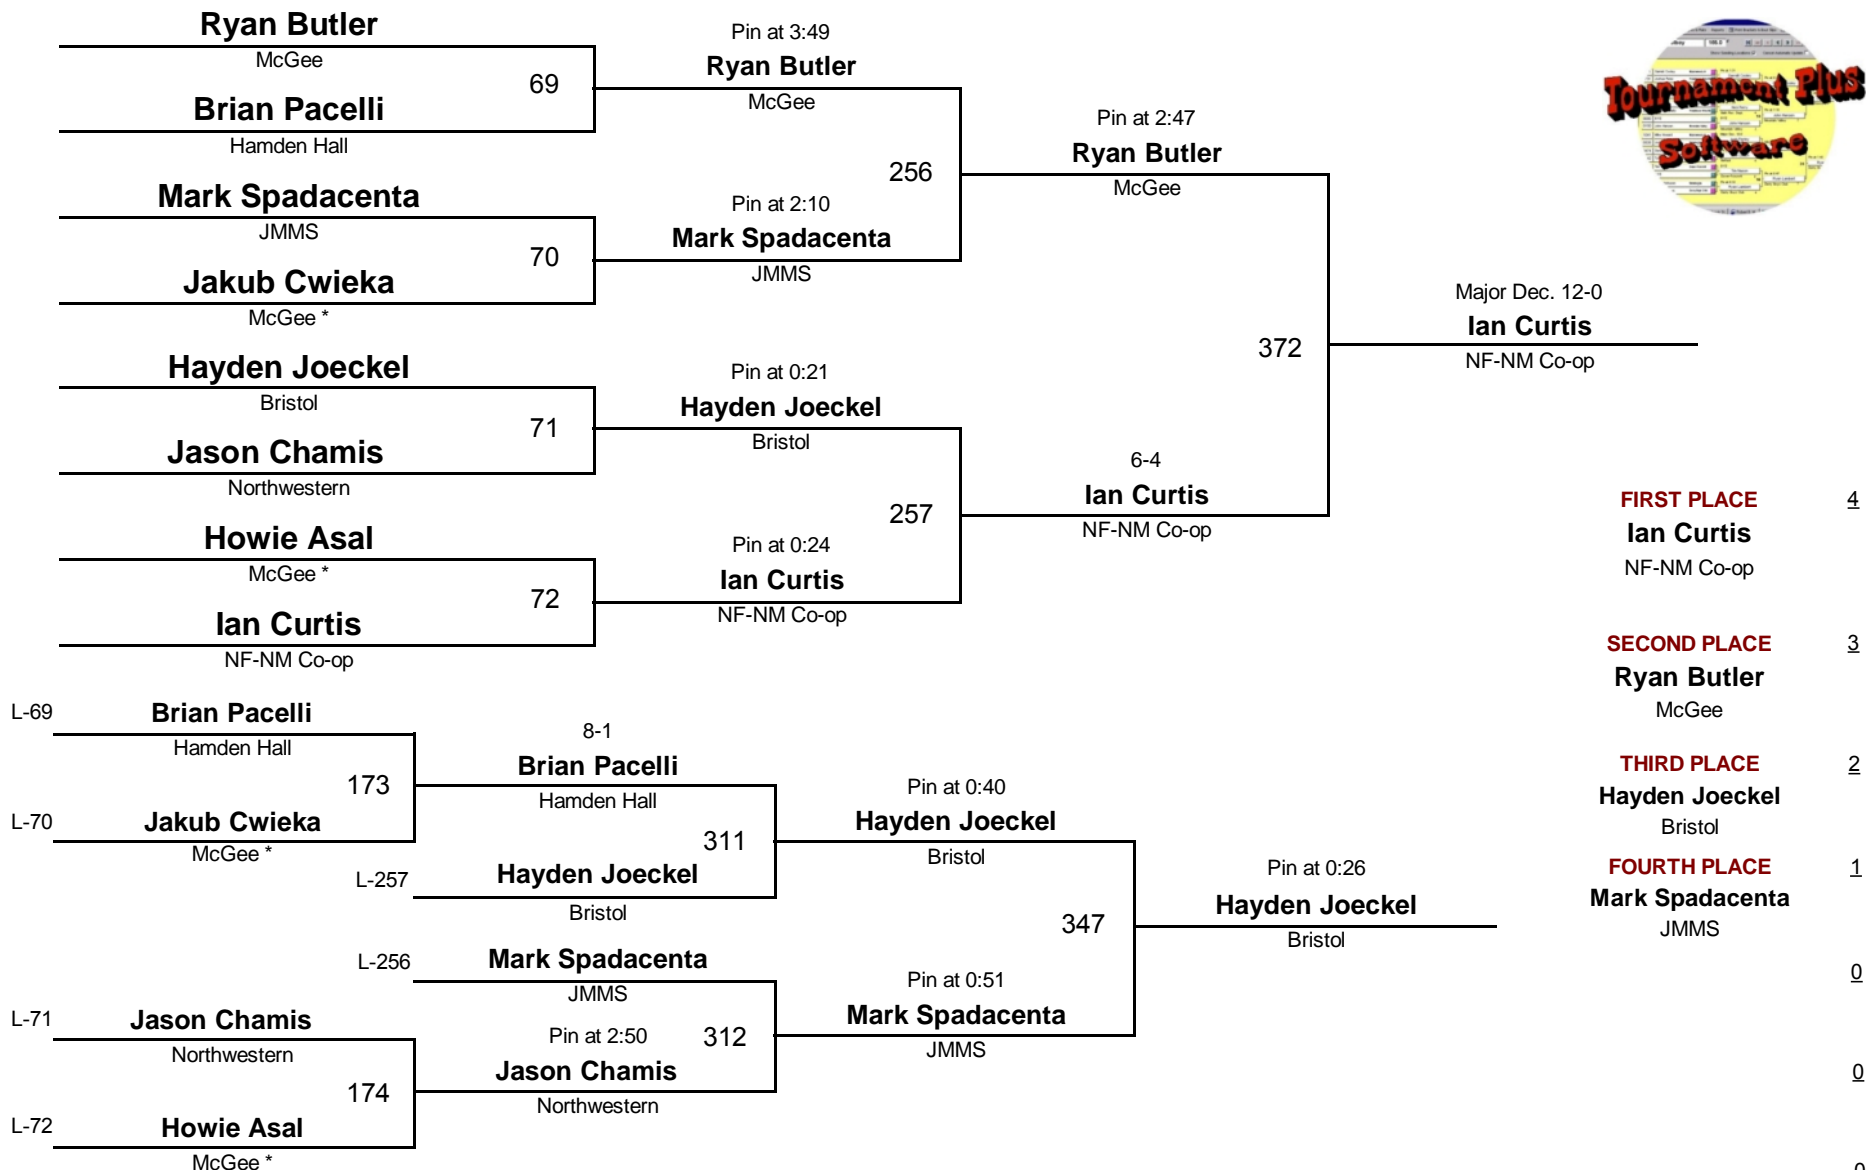 Ryan Butler
McGee
69
Brian Pacelli
Hamden Hall
Mark Spadacenta
JMMS
70
Jakub Cwieka
McGee *
Hayden Joeckel
Bristol
71
Jason Chamis
Northwestern
Howie Asal
McGee *
72
Ian Curtis
NF-NM Co-op
Pin at 3:49
Ryan Butler
McGee
256
Pin at 2:10
Mark Spadacenta
JMMS
Pin at 0:21
Hayden Joeckel
Bristol
257
Pin at 0:24
Ian Curtis
NF-NM Co-op
Pin at 2:47
Ryan Butler
McGee
372
6-4
Ian Curtis
NF-NM Co-op
Major Dec. 12-0
Ian Curtis
NF-NM Co-op
Tournament Plus
Software
FIRST PLACE 4
Ian Curtis
NF-NM Co-op
SECOND PLACE 3
Ryan Butler
McGee
THIRD PLACE 2
Hayden Joeckel
Bristol
FOURTH PLACE 1
Mark Spadacenta
JMMS
0
0
0
L-69 Brian Pacelli
Hamden Hall
173
L-70 Jakub Cwieka
McGee *
8-1
Brian Pacelli
Hamden Hall
311
L-257 Hayden Joeckel
Bristol
L-256 Mark Spadacenta
JMMS
312
L-71 Jason Chamis
Northwestern
174
L-72 Howie Asal
McGee *
Pin at 2:50
Jason Chamis
Northwestern
Pin at 0:40
Hayden Joeckel
Bristol
347
Pin at 0:51
Mark Spadacenta
JMMS
Pin at 0:26
Hayden Joeckel
Bristol